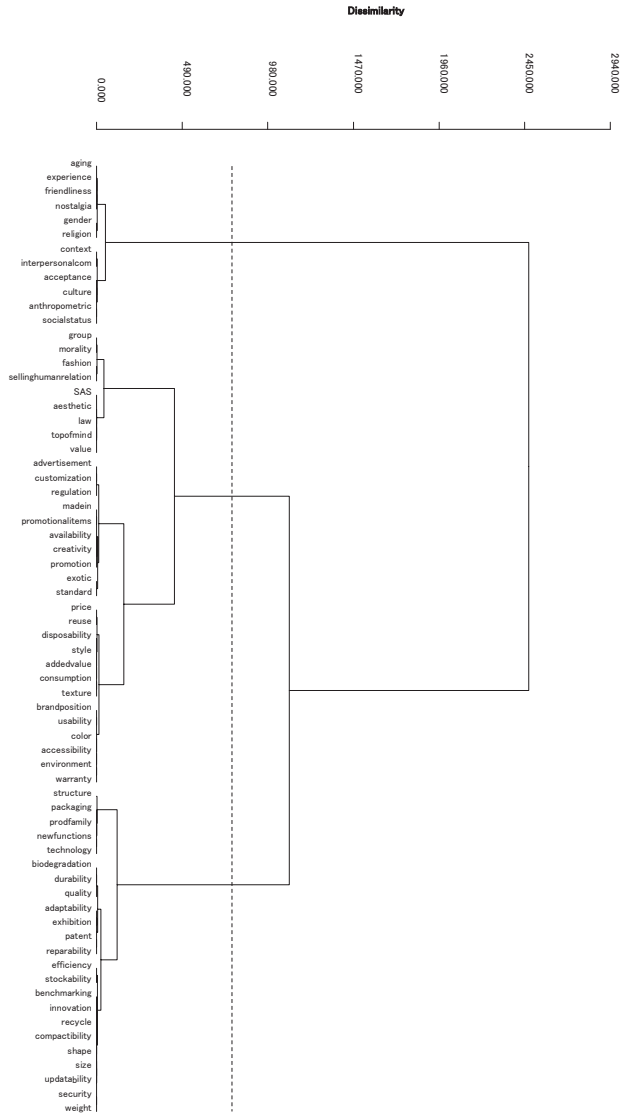 Dissimilarity
0.000
490.000
980.000
1470.000
1960.000
2450.000
2940.000
aging
experience
friendliness
nostalgia
gender
religion
context
interpersonalcom
acceptance
culture
anthropometric
socialstatus
group
morality
fashion
sellinghumanrelation
SAS
aesthetic
law
topofmind
value
advertisement
customization
regulation
madein
promotionalitems
availability
creativity
promotion
exotic
standard
price
reuse
disposability
style
addedvalue
consumption
texture
brandposition
usability
color
accessibility
environment
warranty
structure
packaging
prodfamily
newfunctions
technology
biodegradation
durability
quality
adaptability
exhibition
patent
reparability
efficiency
stockability
benchmarking
innovation
recycle
compactibility
shape
size
updatability
security
weight